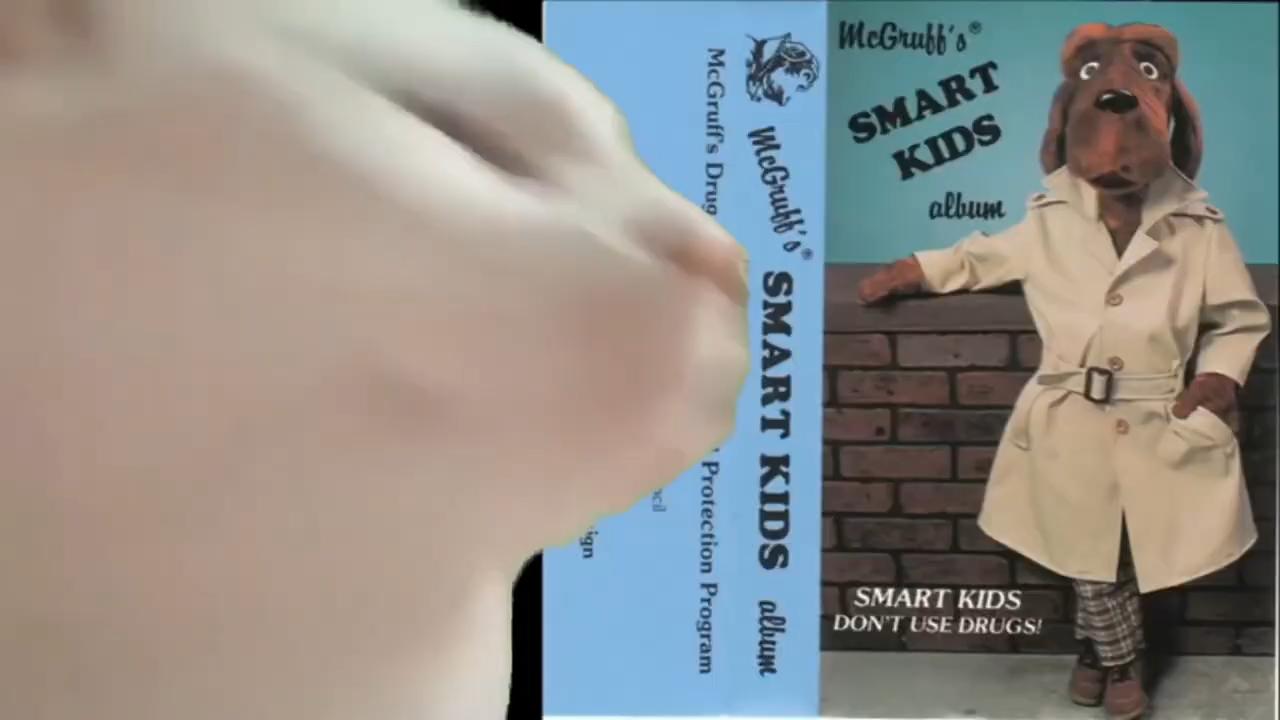 McGruff's Drug
' Protection Program
McGruff's® SMART KIDS album
McGruff's®
SMART
KIDS
album
SMART KIDS
DON'T USE DRUGS!